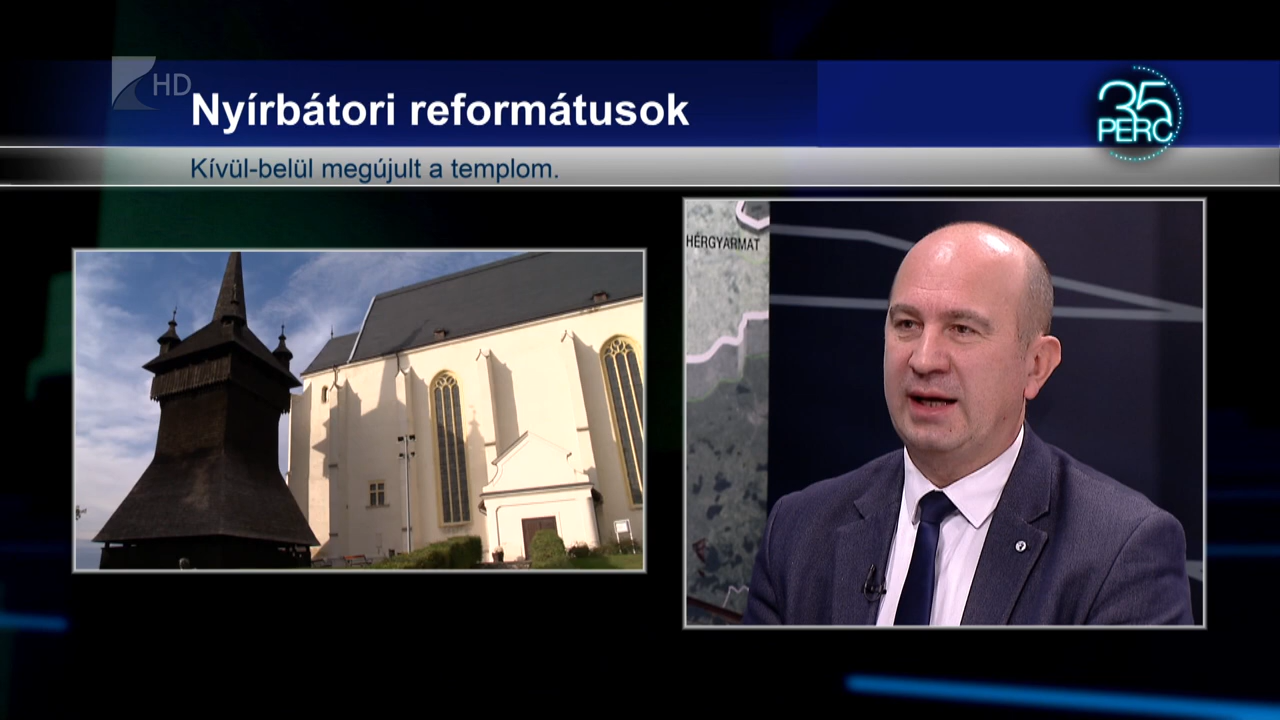 HD
Nyírbátori reformátusok
35
PERC
Kívül-belül megújult a templom.
HÉRGYARMAT